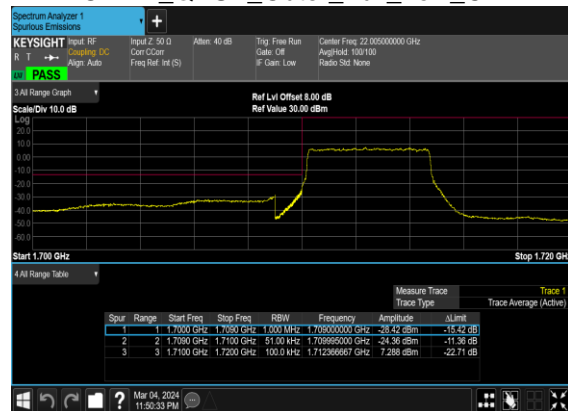 Spectrum Analyzer 1
Spurious Emissions
KEYSIGHT Input: RF Input Z: 50 Ω Atten: 40 dB Trig: Free Run Center Freq: 22.005000000 GHz
R T Coupling: DC Corr CCorr Gate: Off Avg|Hold: 100/100
Align: Auto Freq Ref: Int (S) IF Gain: Low Radio Std: None
LW PASS
3 All Range Graph
Ref Lvl Offset 8.00 dB
Scale/Div 10.0 dB Ref Value 30.00 dBm
Log
20.0
10.0
0.00
-10.0
-20.0
-30.0
-40.0
-50.0
-60.0
Start 1.700 GHz Stop 1.720 GH
4 All Range Table
Measure Trace Trace 1
Trace Type Trace Average (Active)
Spur Range Start Freq Stop Freq RBW Frequency Amplitude ΔLimit
1 1 1.7000 GHz 1.7090 GHz 1.000 MHz 1.709000000 GHz -28.42 dBm -15.42 dB
2 2 1.7090 GHz 1.7100 GHz 51.00 kHz 1.709995000 GHz -24.36 dBm -11.36 dB
3 3 1.7100 GHz 1.7200 GHz 100.0 kHz 1.712366667 GHz 7.288 dBm -22.71 dB
Mar 04, 2024
11:50:33 PM